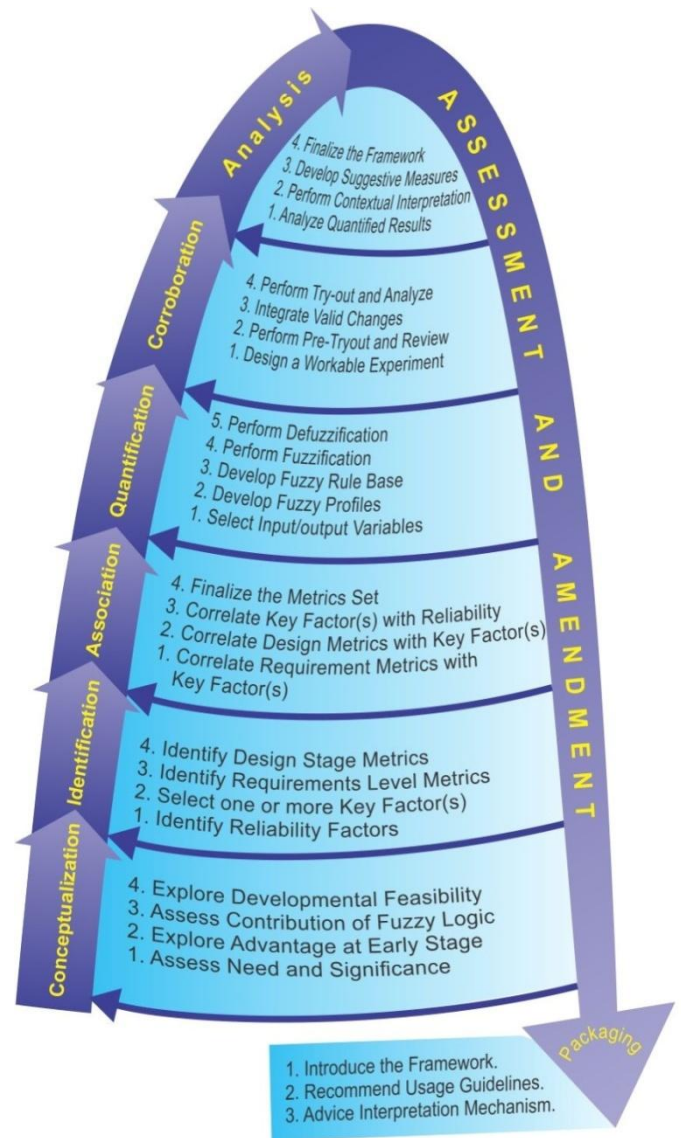 Analysis
4. Finalize the Framework
3. Develop Suggestive Measures
2. Perform Contextual Interpretation
1. Analyze Quantified Results
Corroboration
4. Perform Try-out and Analyze
3. Integrate Valid Changes
2. Perform Pre-Tryout and Review
1. Design a Workable Experiment
Quantification
5. Perform Defuzzification
4. Perform Fuzzification
3. Develop Fuzzy Rule Base
2. Develop Fuzzy Profiles
1. Select Input/output Variables
Association
4. Finalize the Metrics Set
3. Correlate Key Factor(s) with Reliability
2. Correlate Design Metrics with Key Factor(s)
1. Correlate Requirement Metrics with
Key Factor(s)
Identification
4. Identify Design Stage Metrics
3. Identify Requirements Level Metrics
2. Select one or more Key Factor(s)
1. Identify Reliability Factors
Conceptualization
4. Explore Developmental Feasibility
3. Assess Contribution of Fuzzy Logic
2. Explore Advantage at Early Stage
1. Assess Need and Significance
ASSESSMENT AND AMENDMENT
Packaging
1. Introduce the Framework.
2. Recommend Usage Guidelines.
3. Advice Interpretation Mechanism.